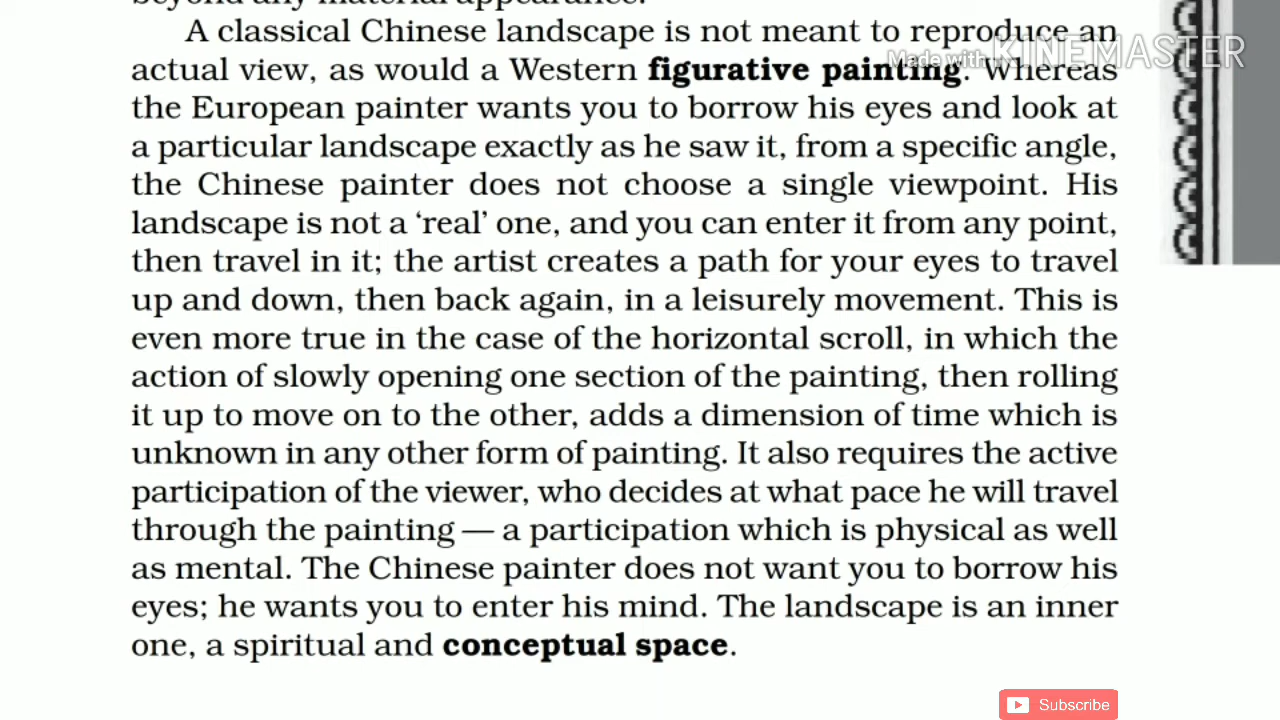 beyond any material appearance.
A classical Chinese landscape is not meant to reproduce an
Made with KINEMASTER
actual view, as would a Western figurative painting. Whereas
the European painter wants you to borrow his eyes and look at
a particular landscape exactly as he saw it, from a specific angle,
the Chinese painter does not choose a single viewpoint. His
landscape is not a ‘real’ one, and you can enter it from any point,
then travel in it; the artist creates a path for your eyes to travel
up and down, then back again, in a leisurely movement. This is
even more true in the case of the horizontal scroll, in which the
action of slowly opening one section of the painting, then rolling
it up to move on to the other, adds a dimension of time which is
unknown in any other form of painting. It also requires the active
participation of the viewer, who decides at what pace he will travel
through the painting — a participation which is physical as well
as mental. The Chinese painter does not want you to borrow his
eyes; he wants you to enter his mind. The landscape is an inner
one, a spiritual and conceptual space.
Subscribe